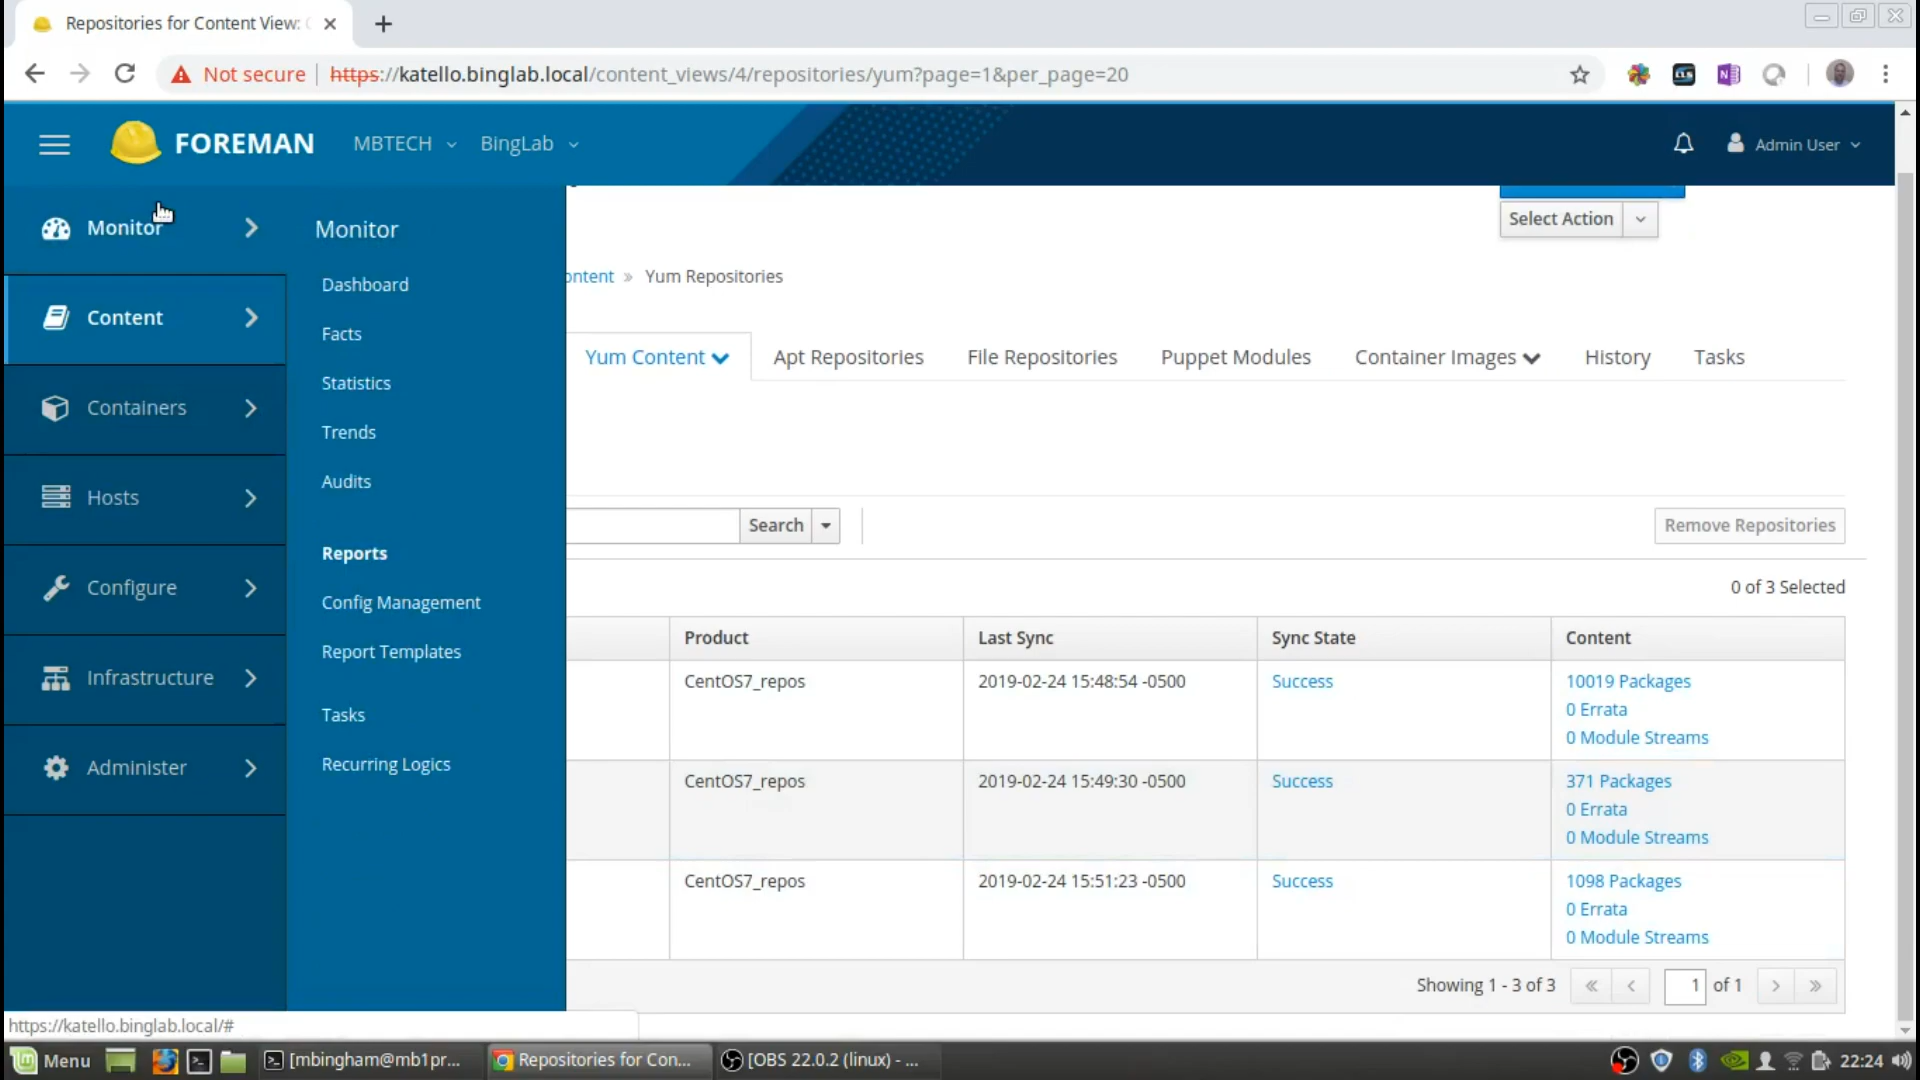 Repositories for Content View:
Not secure | https://katello.binglab.local/content_views/4/repositories/yum?page=1&per_page=20
FOREMAN MBTECH BingLab Admin User
Monitor
Content
Containers
Hosts
Configure
Infrastructure
Administer
Monitor
Dashboard
Facts
Statistics
Trends
Audits
Reports
Config Management
Report Templates
Tasks
Recurring Logics
Select Action
ontent » Yum Repositories
Yum Content Apt Repositories File Repositories Puppet Modules Container Images History Tasks
Search Remove Repositories
0 of 3 Selected
Product Last Sync Sync State Content
CentOS7_repos 2019-02-24 15:48:54 -0500 Success 10019 Packages
0 Errata
0 Module Streams
CentOS7_repos 2019-02-24 15:49:30 -0500 Success 371 Packages
0 Errata
0 Module Streams
CentOS7_repos 2019-02-24 15:51:23 -0500 Success 1098 Packages
0 Errata
0 Module Streams
Showing 1 - 3 of 3 « ‹ 1 of 1 › »
https://katello.binglab.local/#
Menu [mbingham@mb1pr... Repositories for Con... [OBS 22.0.2 (linux) - ... 22:24